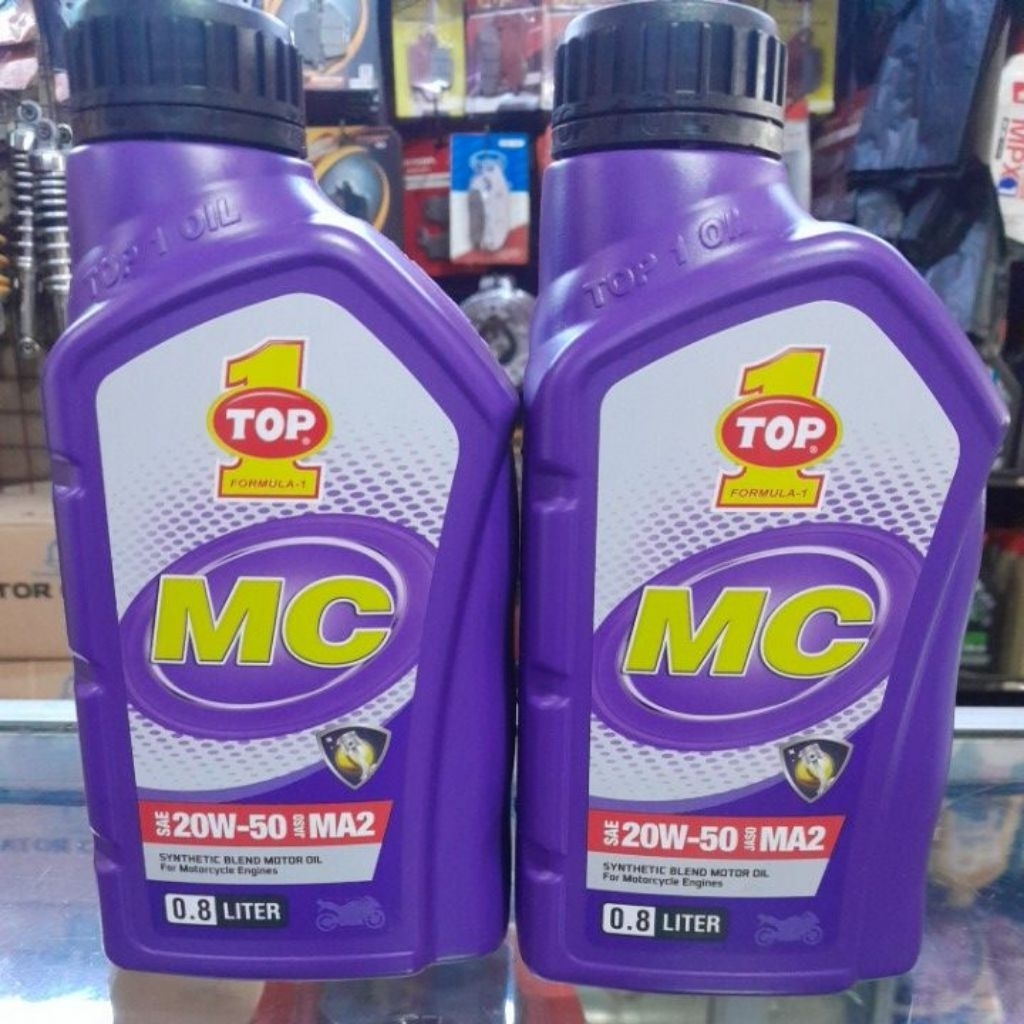 TOP 1 OIL
1
TOP®
FORMULA-1
MC
SAE 20W-50 JASO MA2
SYNTHETIC BLEND MOTOR OIL
For Motorcycle Engines
0.8 LITER
TOP 1 OIL
1
TOP®
FORMULA-1
MC
SAE 20W-50 JASO MA2
SYNTHETIC BLEND MOTOR OIL
For Motorcycle Engines
0.8 LITER
MPX
TOR